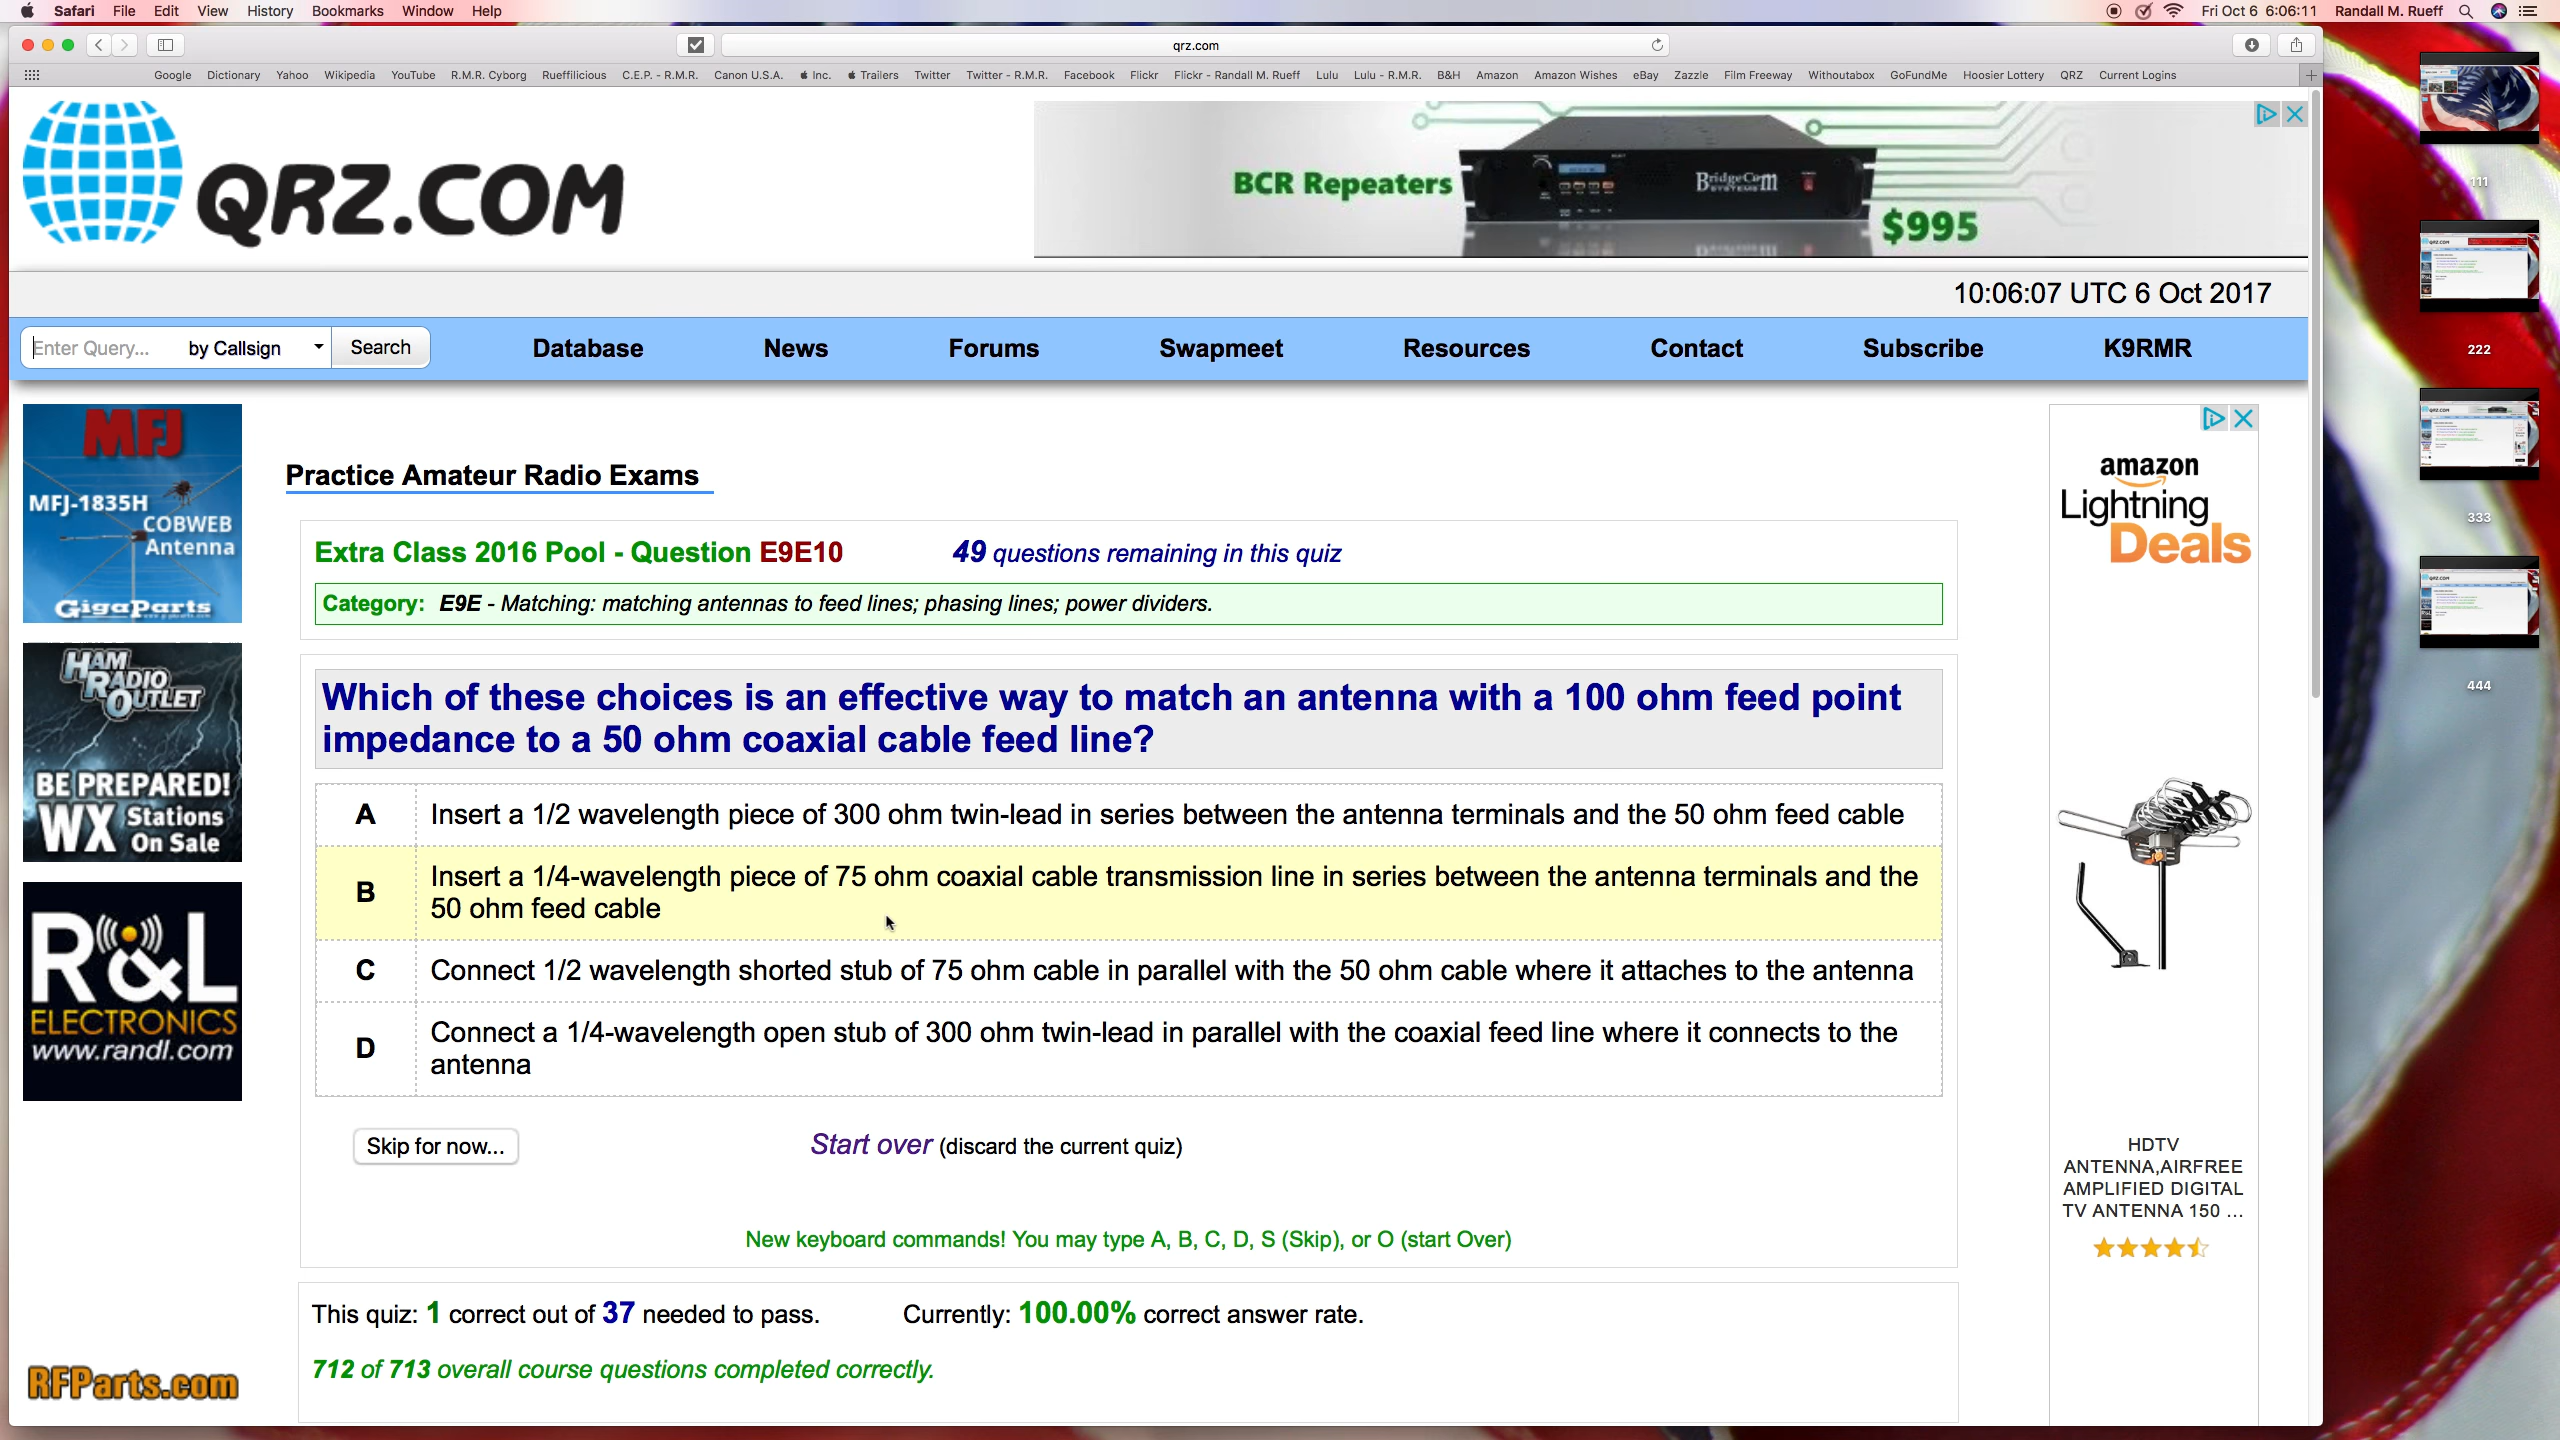 Safari File Edit View History Bookmarks Window Help
Fri Oct 6 6:06:11 Randall M. Rueff
qrz.com
Google Dictionary Yahoo Wikipedia YouTube R.M.R. Cyborg Rueffilicious C.E.P. - R.M.R. Canon U.S.A. Inc. Trailers Twitter Twitter - R.M.R. Facebook Flickr Flickr - Randall M. Rueff Lulu Lulu - R.M.R. B&H Amazon Amazon Wishes eBay Zazzle Film Freeway Withoutabox GoFundMe Hoosier Lottery QRZ Current Logins
QRZ.COM
BCR Repeaters
BridgeCom
SYSTEMS
$995
111
222
333
444
10:06:07 UTC 6 Oct 2017
Enter Query... by Callsign Search Database News Forums Swapmeet Resources Contact Subscribe K9RMR
MFJ
MFJ-1835H
COBWEB
Antenna
GigaParts
HAM
RADIO
OUTLET
BE PREPARED!
WX Stations
On Sale
R&L
ELECTRONICS
www.randl.com
RFParts.com
Practice Amateur Radio Exams
Extra Class 2016 Pool - Question E9E10 49 questions remaining in this quiz
Category: E9E - Matching: matching antennas to feed lines; phasing lines; power dividers.
Which of these choices is an effective way to match an antenna with a 100 ohm feed point
impedance to a 50 ohm coaxial cable feed line?
A Insert a 1/2 wavelength piece of 300 ohm twin-lead in series between the antenna terminals and the 50 ohm feed cable
B Insert a 1/4-wavelength piece of 75 ohm coaxial cable transmission line in series between the antenna terminals and the
50 ohm feed cable
C Connect 1/2 wavelength shorted stub of 75 ohm cable in parallel with the 50 ohm cable where it attaches to the antenna
D Connect a 1/4-wavelength open stub of 300 ohm twin-lead in parallel with the coaxial feed line where it connects to the
antenna
Skip for now... Start over (discard the current quiz)
New keyboard commands! You may type A, B, C, D, S (Skip), or O (start Over)
This quiz: 1 correct out of 37 needed to pass. Currently: 100.00% correct answer rate.
712 of 713 overall course questions completed correctly.
amazon
Lightning
Deals
HDTV
ANTENNA,AIRFREE
AMPLIFIED DIGITAL
TV ANTENNA 150 ...